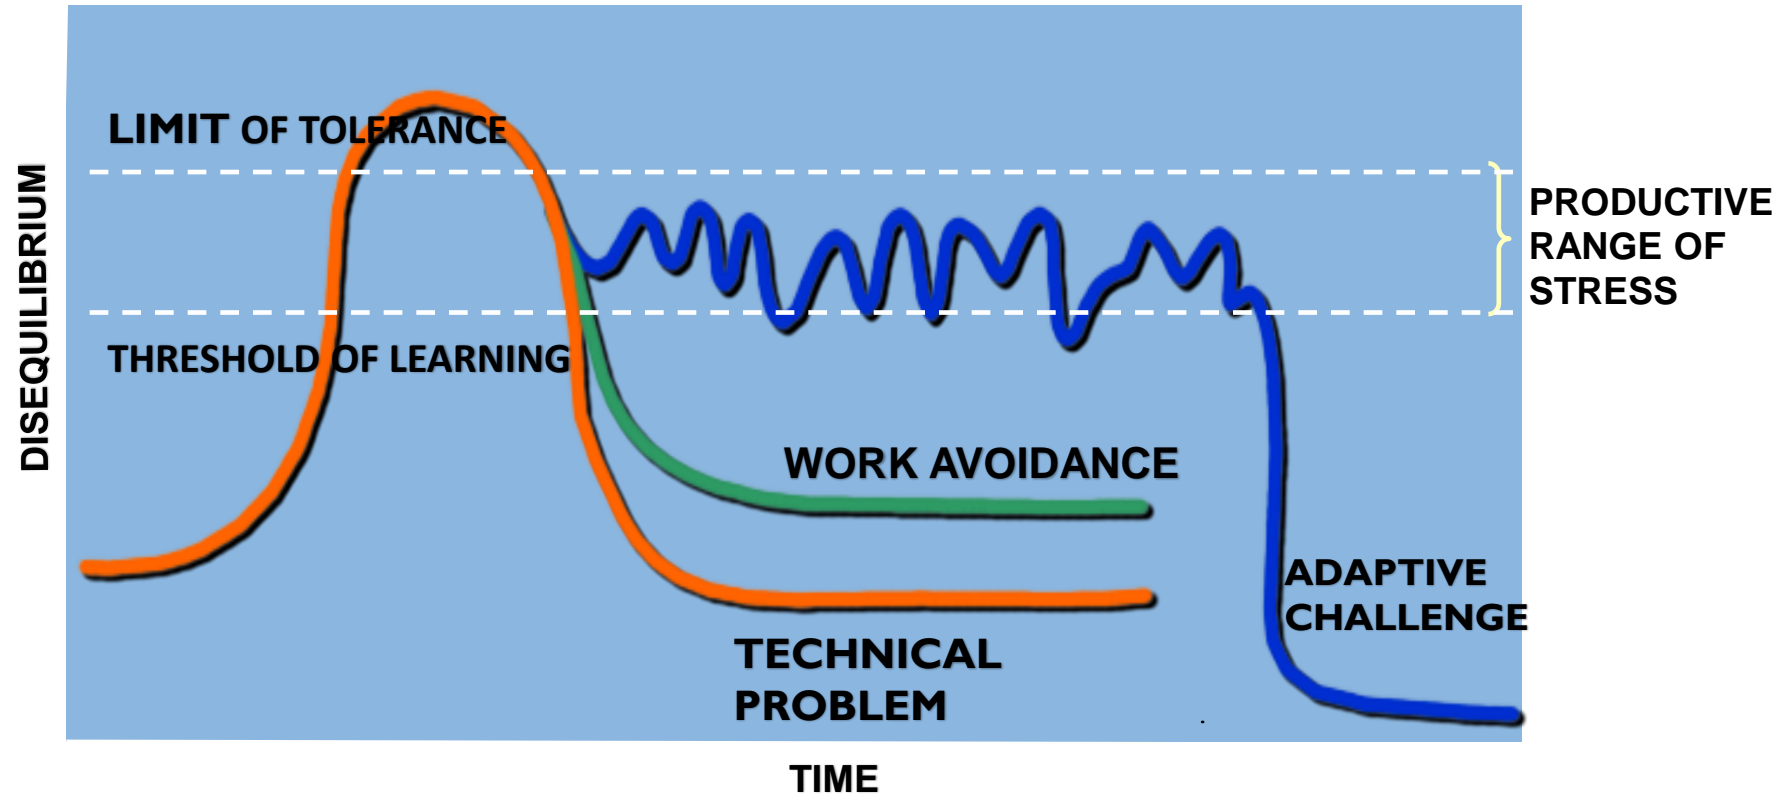 LIMIT OF TOLERANCE
PRODUCTIVE
RANGE OF
STRESS
DISEQUILIBRIUM
THRESHOLD OF LEARNING
WORK AVOIDANCE
ADAPTIVE
CHALLENGE
TECHNICAL
PROBLEM
.
TIME